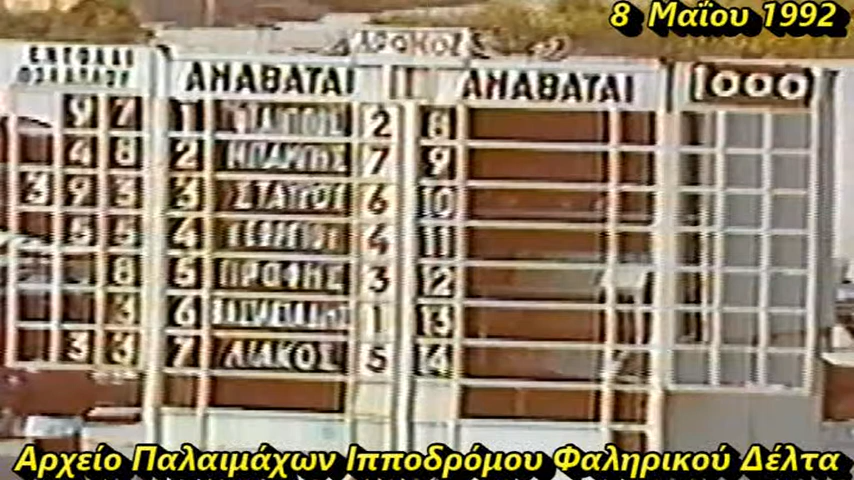 8 Μαΐου 1992
ΑΝΑΒΑΤΑΙ ΑΝΑΒΑΤΑΙ 1000
9 7 1 2 8
4 8 2 ΜΠΑΜΠΗΣ 7 9
3 9 3 3 6 10
5 5 4 4 11
8 5 ΠΡΟΦΗΣ 3 12
3 6 1 13
3 3 7 ΛΙΑΚΟΣ 5 14
Αρχείο Παλαιμάχων Ιπποδρόμου Φαληρικού Δέλτα